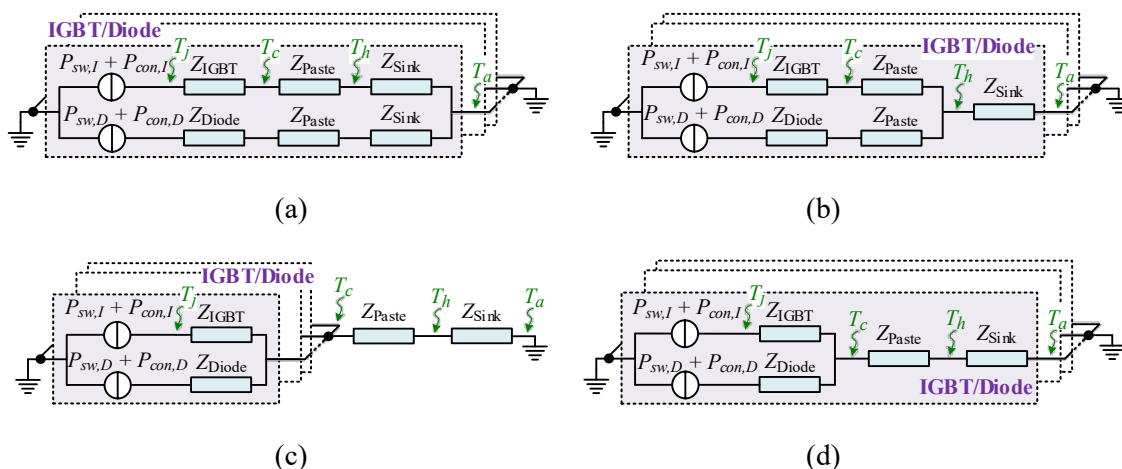 IGBT/Diode
P_sw,I + P_con,I T_j Z_IGBT T_c Z_Paste T_h Z_Sink T_a
P_sw,D + P_con,D Z_Diode Z_Paste Z_Sink
(a)
IGBT/Diode
P_sw,I + P_con,I T_j Z_IGBT T_c Z_Paste T_h Z_Sink T_a
P_sw,D + P_con,D Z_Diode Z_Paste
(b)
IGBT/Diode
P_sw,I + P_con,I T_j Z_IGBT T_c Z_Paste T_h Z_Sink T_a
P_sw,D + P_con,D Z_Diode
(c)
P_sw,I + P_con,I T_j Z_IGBT T_c Z_Paste T_h Z_Sink T_a
P_sw,D + P_con,D Z_Diode
IGBT/Diode
(d)